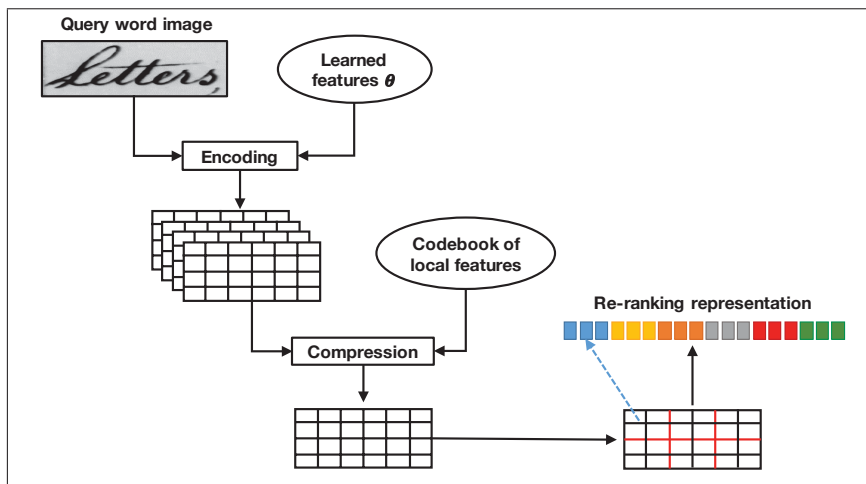 Query word image
Letters,
Learned
features θ
Encoding
Codebook of
local features
Re-ranking representation
Compression